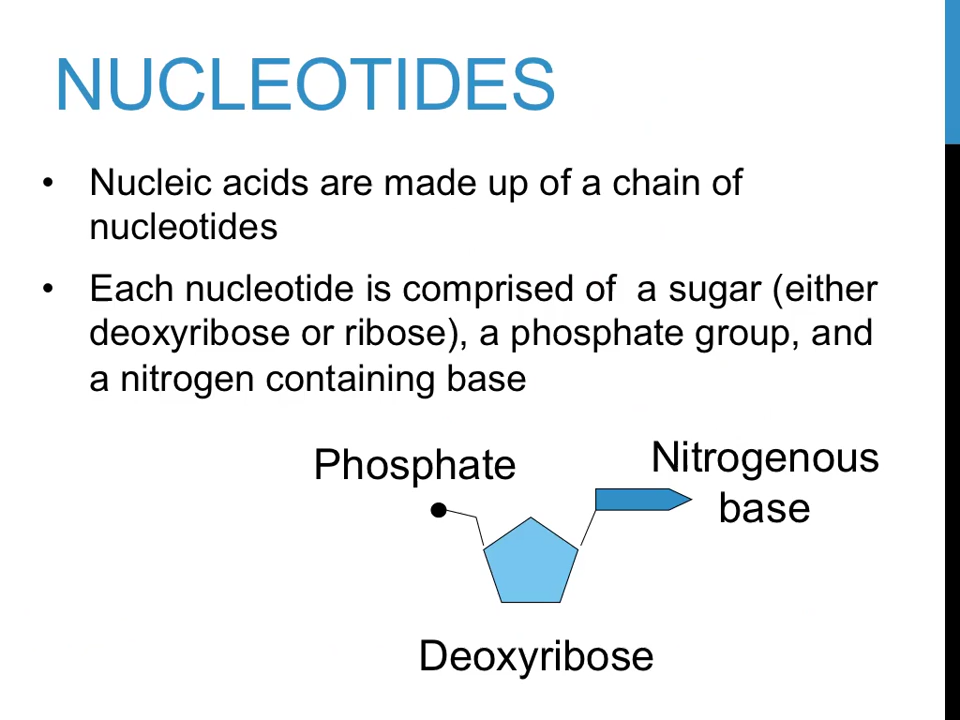 NUCLEOTIDES
• Nucleic acids are made up of a chain of
nucleotides
• Each nucleotide is comprised of  a sugar (either
deoxyribose or ribose), a phosphate group, and
a nitrogen containing base
Phosphate
Nitrogenous
base
Deoxyribose